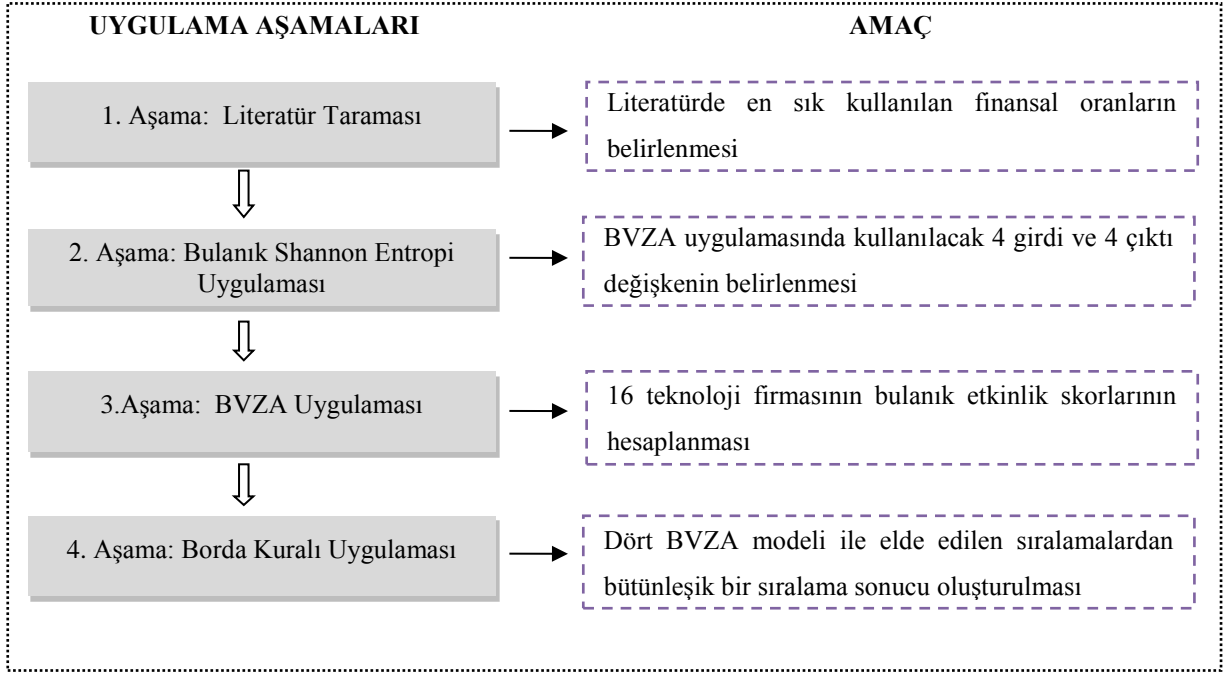 UYGULAMA AŞAMALARI
AMAÇ
1. Aşama: Literatür Taraması
Literatürde en sık kullanılan finansal oranların
belirlenmesi
2. Aşama: Bulanık Shannon Entropi
Uygulaması
BVZA uygulamasında kullanılacak 4 girdi ve 4 çıktı
değişkenin belirlenmesi
3.Aşama: BVZA Uygulaması
16 teknoloji firmasının bulanık etkinlik skorlarının
hesaplanması
4. Aşama: Borda Kuralı Uygulaması
Dört BVZA modeli ile elde edilen sıralamalardan
bütünleşik bir sıralama sonucu oluşturulması